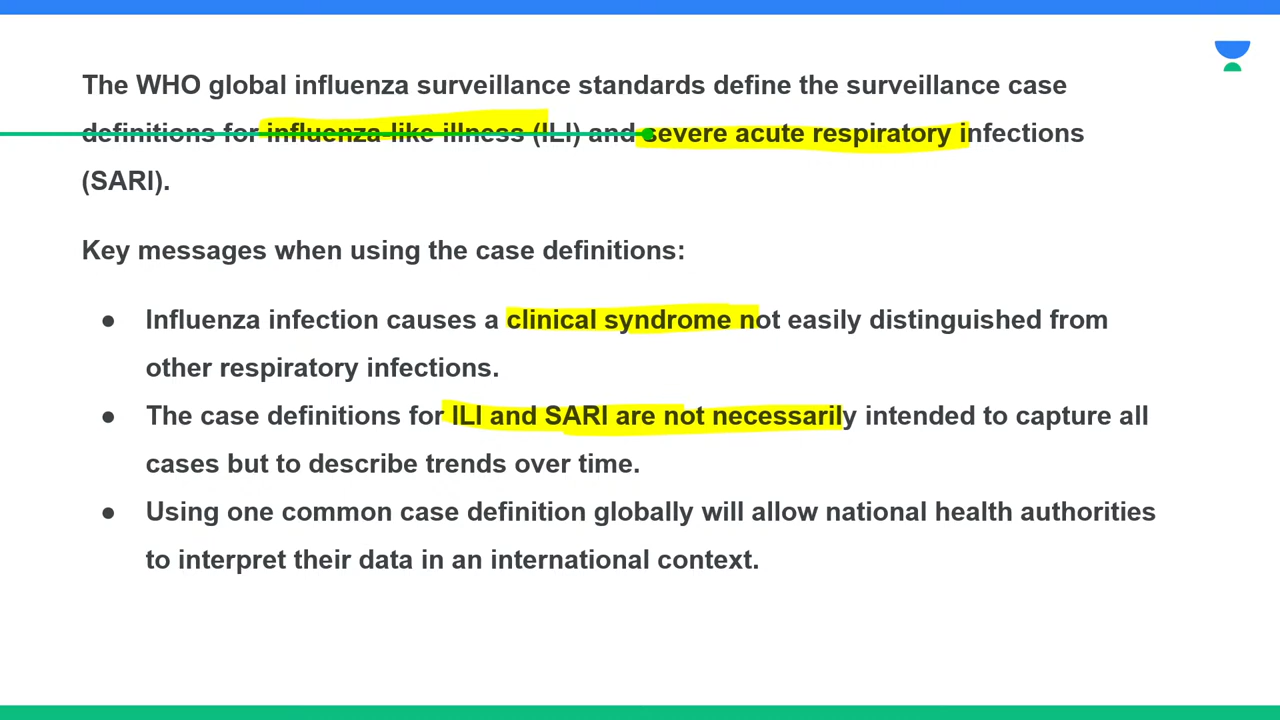 The WHO global influenza surveillance standards define the surveillance case
definitions for influenza-like illness (ILI) and severe acute respiratory infections
(SARI).
Key messages when using the case definitions:
● Influenza infection causes a clinical syndrome not easily distinguished from
other respiratory infections.
● The case definitions for ILI and SARI are not necessarily intended to capture all
cases but to describe trends over time.
● Using one common case definition globally will allow national health authorities
to interpret their data in an international context.